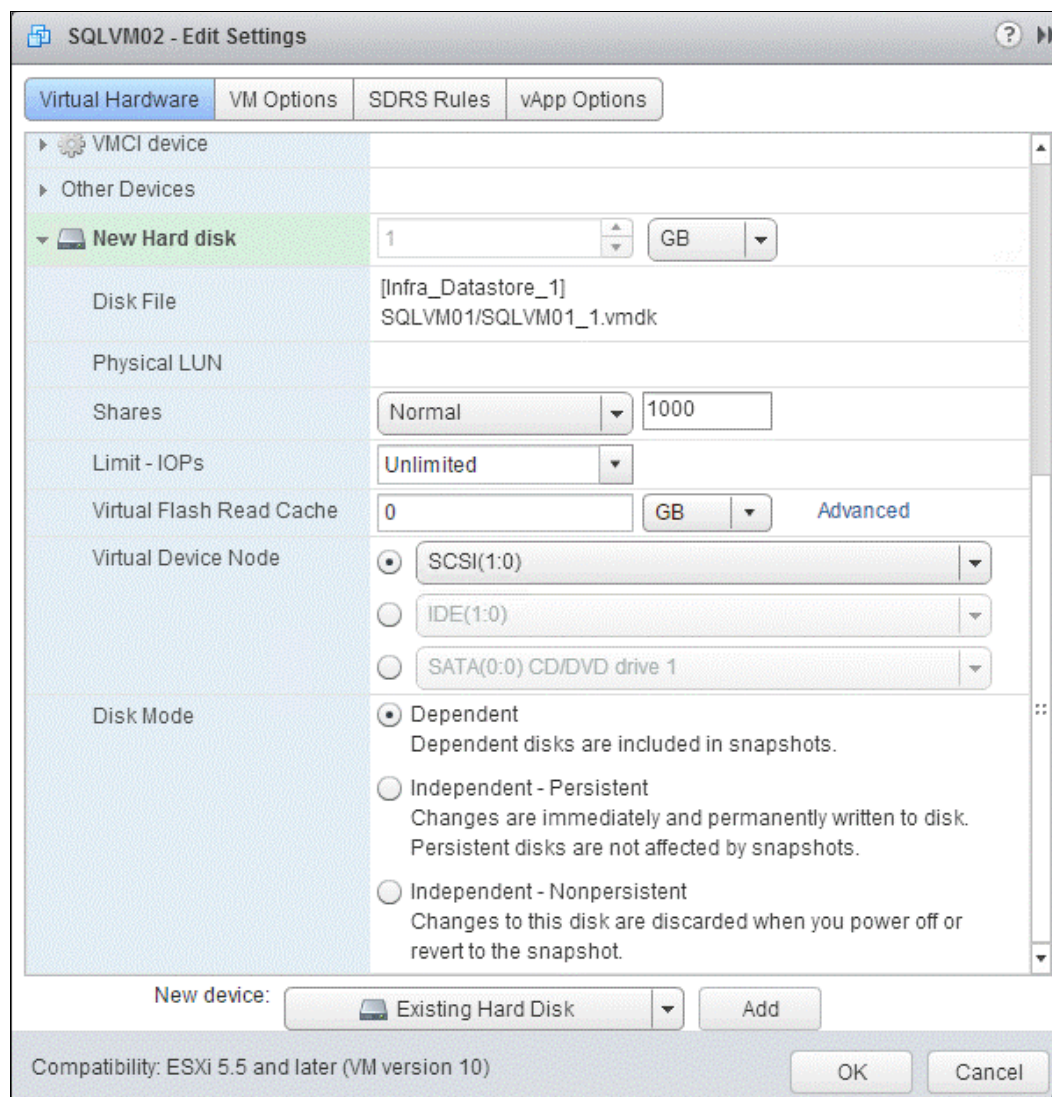 SQLVM02 - Edit Settings
?
Virtual Hardware VM Options SDRS Rules vApp Options
VMCI device
Other Devices
New Hard disk 1 GB
Disk File [Infra_Datastore_1]
SQLVM01/SQLVM01_1.vmdk
Physical LUN
Shares Normal 1000
Limit - IOPs Unlimited
Virtual Flash Read Cache 0 GB Advanced
Virtual Device Node SCSI(1:0)
IDE(1:0)
SATA(0:0) CD/DVD drive 1
Disk Mode Dependent
Dependent disks are included in snapshots.
Independent - Persistent
Changes are immediately and permanently written to disk.
Persistent disks are not affected by snapshots.
Independent - Nonpersistent
Changes to this disk are discarded when you power off or
revert to the snapshot.
New device: Existing Hard Disk Add
Compatibility: ESXi 5.5 and later (VM version 10) OK Cancel